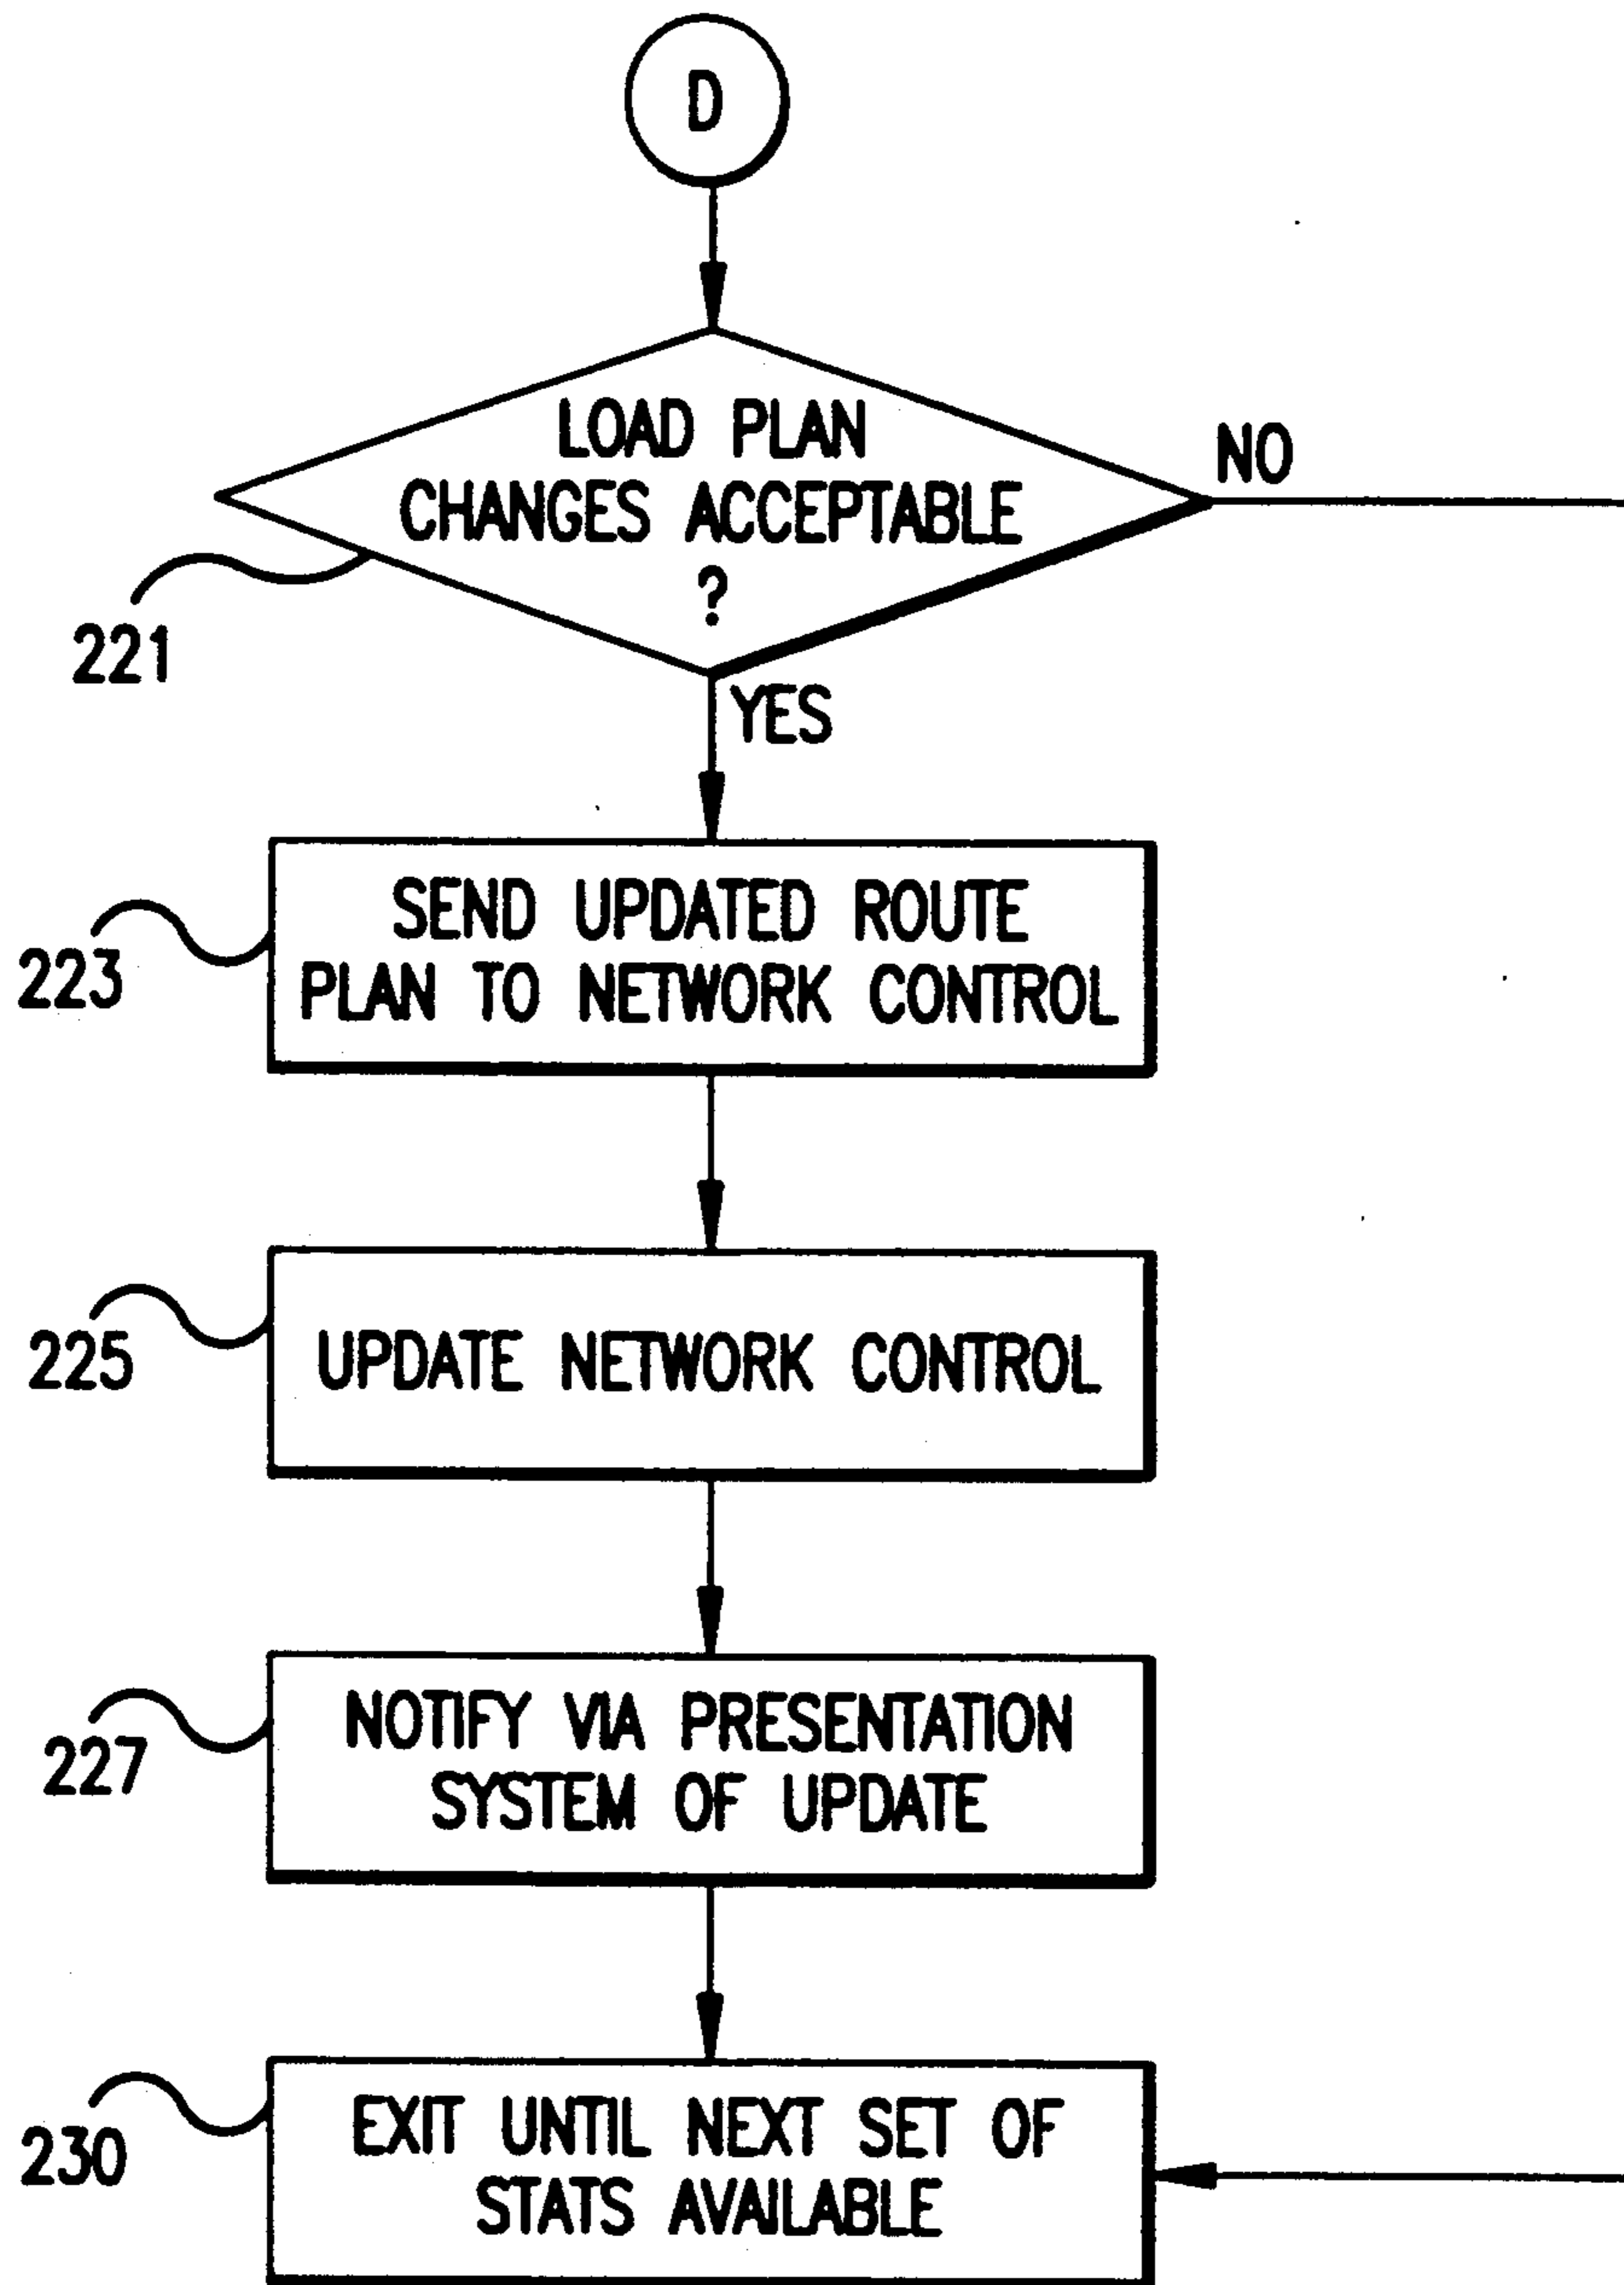 D
LOAD PLAN
CHANGES ACCEPTABLE
?
NO
221
YES
SEND UPDATED ROUTE
PLAN TO NETWORK CONTROL
223
UPDATE NETWORK CONTROL
225
NOTIFY VIA PRESENTATION
SYSTEM OF UPDATE
227
EXIT UNTIL NEXT SET OF
STATS AVAILABLE
230